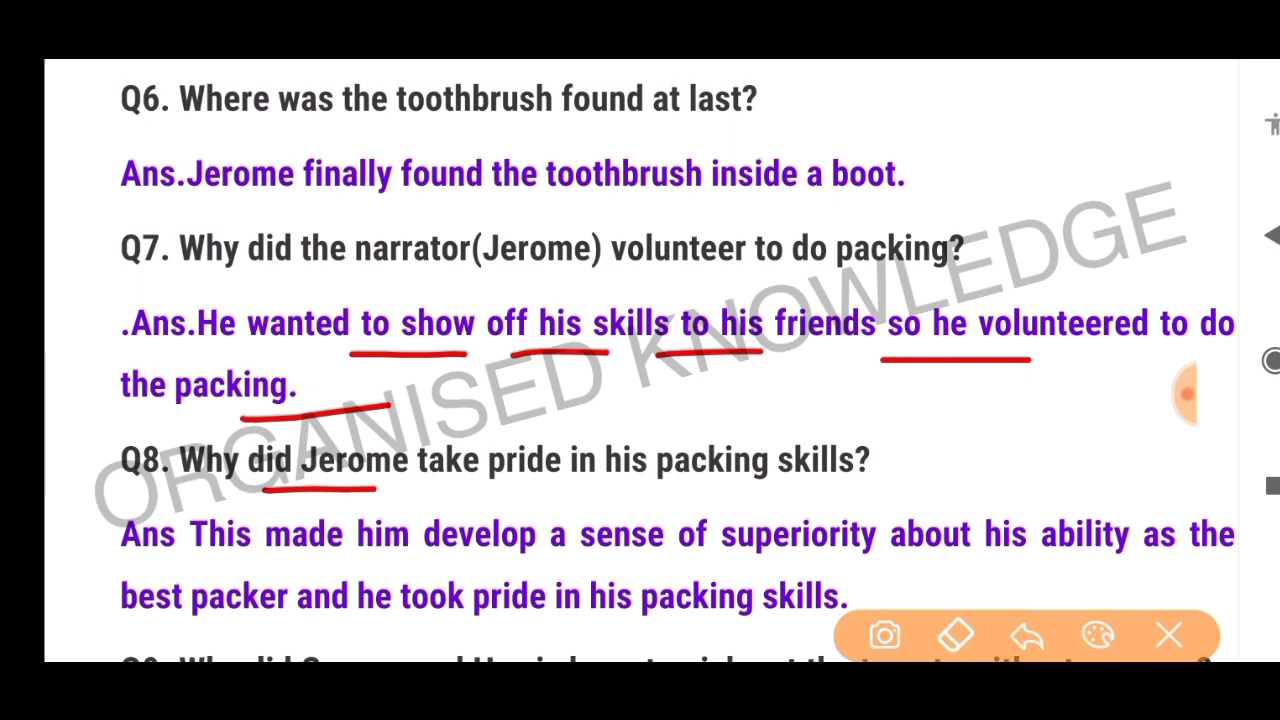 Q6. Where was the toothbrush found at last?
Ans.Jerome finally found the toothbrush inside a boot.
Q7. Why did the narrator(Jerome) volunteer to do packing?
.Ans.He wanted to show off his skills to his friends so he volunteered to do
the packing.
Q8. Why did Jerome take pride in his packing skills?
Ans This made him develop a sense of superiority about his ability as the
best packer and he took pride in his packing skills.
ORGANISED KNOWLEDGE